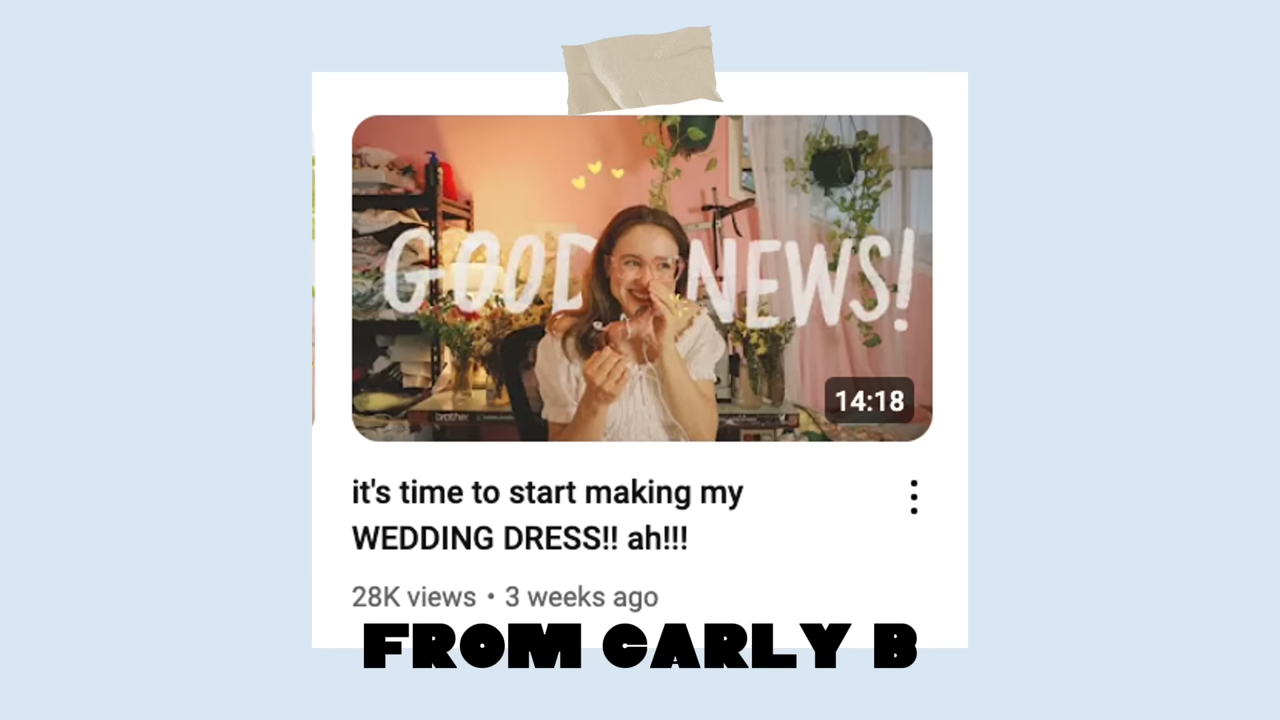 GOOD NEWS!
brother
14:18
it's time to start making my
WEDDING DRESS!! ah!!!
28K views • 3 weeks ago
FROM CARLY B